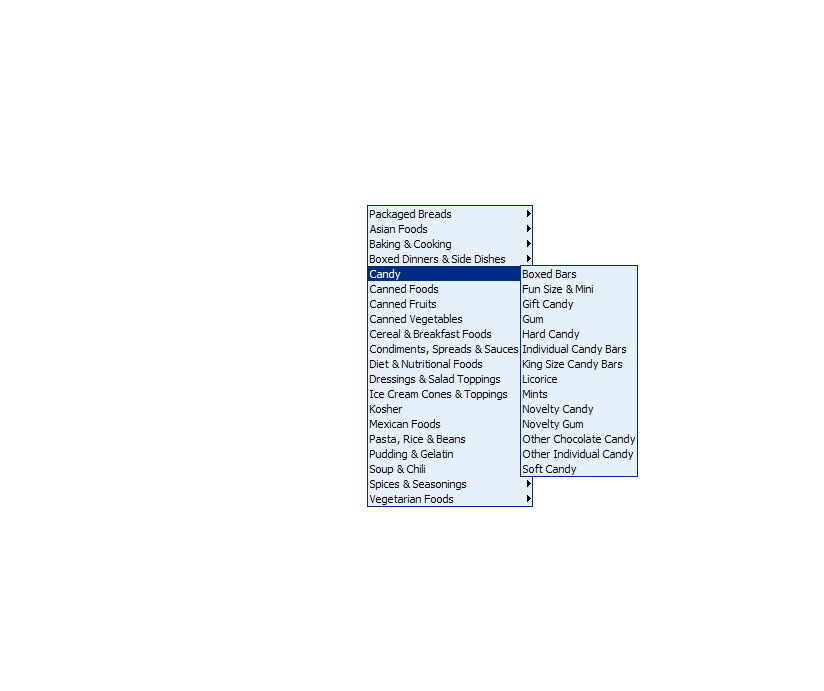 Packaged Breads
Asian Foods
Baking & Cooking
Boxed Dinners & Side Dishes
Candy
Canned Foods
Canned Fruits
Canned Vegetables
Cereal & Breakfast Foods
Condiments, Spreads & Sauces
Diet & Nutritional Foods
Dressings & Salad Toppings
Ice Cream Cones & Toppings
Kosher
Mexican Foods
Pasta, Rice & Beans
Pudding & Gelatin
Soup & Chili
Spices & Seasonings
Vegetarian Foods
Boxed Bars
Fun Size & Mini
Gift Candy
Gum
Hard Candy
Individual Candy Bars
King Size Candy Bars
Licorice
Mints
Novelty Candy
Novelty Gum
Other Chocolate Candy
Other Individual Candy
Soft Candy